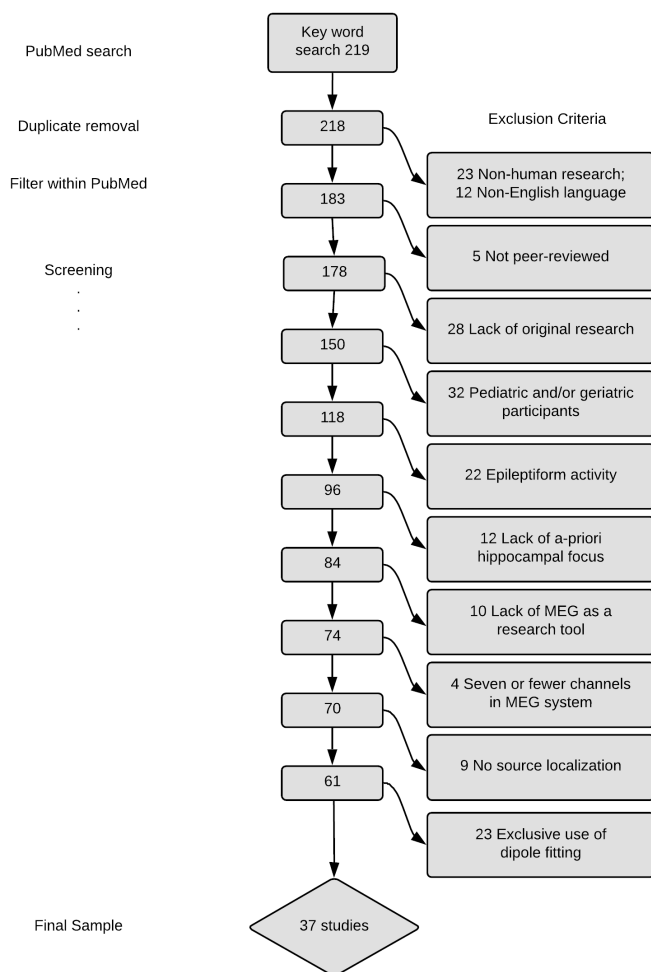 Key word
search 219
PubMed search
Duplicate removal
218
Exclusion Criteria
23 Non-human research;
12 Non-English language
Filter within PubMed
183
5 Not peer-reviewed
Screening
.
.
.
178
28 Lack of original research
150
32 Pediatric and/or geriatric
participants
118
22 Epileptiform activity
96
12 Lack of a-priori
hippocampal focus
84
10 Lack of MEG as a
research tool
74
4 Seven or fewer channels
in MEG system
70
9 No source localization
61
23 Exclusive use of
dipole fitting
Final Sample
37 studies